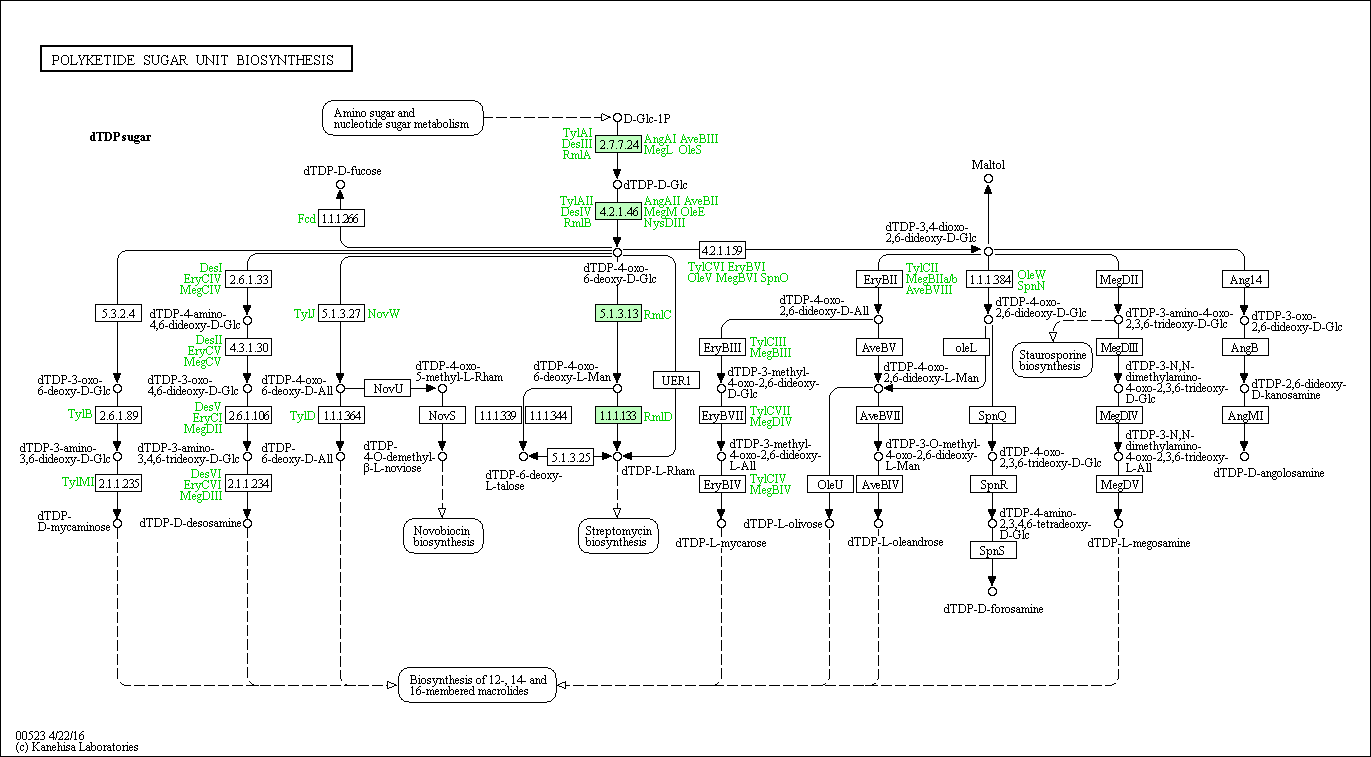 POLYKETIDE SUGAR UNIT BIOSYNTHESIS
Amino sugar and
nucleotide sugar metabolism
D-Glc-1P
dTDP sugar
TylAI
DesIII
RmlA
2.7.7.24
AngAI AveBIII
MegL OleS
dTDP-D-fucose
dTDP-D-Glc
Maltol
Fcd
1.1.1.266
TylAII
DesIV
RmlB
4.2.1.46
AngAII AveBII
MegM OleE
NysDIII
dTDP-3,4-dioxo-
2,6-dideoxy-D-Glc
4.2.1.159
TylCVI EryBVI
OleV MegBVI SpnO
dTDP-4-oxo-
6-deoxy-D-Glc
DesI
EryCIV
MegCIV
2.6.1.33
EryBII
TylCII
MegBIIa/b
AveBVIII
1.1.1.384
OleW
SpnN
MegDII
Ang14
5.3.2.4
dTDP-4-amino-
4,6-dideoxy-D-Glc
TylJ
5.1.3.27
NovW
5.1.3.13
RmlC
dTDP-4-oxo-
2,6-dideoxy-D-All
dTDP-4-oxo-
2,6-dideoxy-D-Glc
dTDP-3-amino-4-oxo-
2,3,6-trideoxy-D-Glc
dTDP-3-oxo-
2,6-dideoxy-D-Glc
DesII
EryCV
MegCV
4.3.1.30
EryBIII
TylCIII
MegBIII
AveBV
oleL
Staurosporine
biosynthesis
MegDIII
AngB
dTDP-3-oxo-
6-deoxy-D-Glc
dTDP-3-oxo-
4,6-dideoxy-D-Glc
dTDP-4-oxo-
6-deoxy-D-All
NovU
dTDP-4-oxo-
5-methyl-L-Rham
dTDP-4-oxo-
6-deoxy-L-Man
UER1
dTDP-3-methyl-
4-oxo-2,6-dideoxy-
D-Glc
dTDP-4-oxo-
2,6-dideoxy-L-Man
dTDP-3-N,N-
dimethylamino-
4-oxo-2,3,6-trideoxy-
D-Glc
dTDP-2,6-dideoxy-
D-kanosamine
TylB
2.6.1.89
DesV
EryCI
MegDII
2.6.1.106
TylD
1.1.1.364
NovS
1.1.1.339
1.1.1.344
1.1.1.133
RmlD
EryBVII
TylCVII
MegDIV
AveBVII
SpnQ
MegDIV
AngMI
dTDP-3-amino-
3,6-dideoxy-D-Glc
dTDP-3-amino-
3,4,6-trideoxy-D-Glc
dTDP-
6-deoxy-D-All
dTDP-
4-O-demethyl-
β-L-noviose
dTDP-6-deoxy-
L-talose
5.1.3.25
dTDP-L-Rham
dTDP-3-methyl-
4-oxo-2,6-dideoxy-
L-All
dTDP-3-O-methyl-
4-oxo-2,6-dideoxy-
L-Man
dTDP-4-oxo-
2,3,6-trideoxy-D-Glc
dTDP-3-N,N-
dimethylamino-
4-oxo-2,3,6-trideoxy-
L-All
dTDP-D-angolosamine
TylMI
2.1.1.235
DesVI
EryCVI
MegDIII
2.1.1.234
EryBIV
TylCIV
MegBIV
OleU
AveBIV
SpnR
MegDV
dTDP-
D-mycaminose
dTDP-D-desosamine
Novobiocin
biosynthesis
Streptomycin
biosynthesis
dTDP-L-mycarose
dTDP-L-olivose
dTDP-L-oleandrose
dTDP-4-amino-
2,3,4,6-tetradeoxy-
D-Glc
dTDP-L-megosamine
SpnS
dTDP-D-forosamine
Biosynthesis of 12-, 14- and
16-membered macrolides
00523 4/22/16
(c) Kanehisa Laboratories